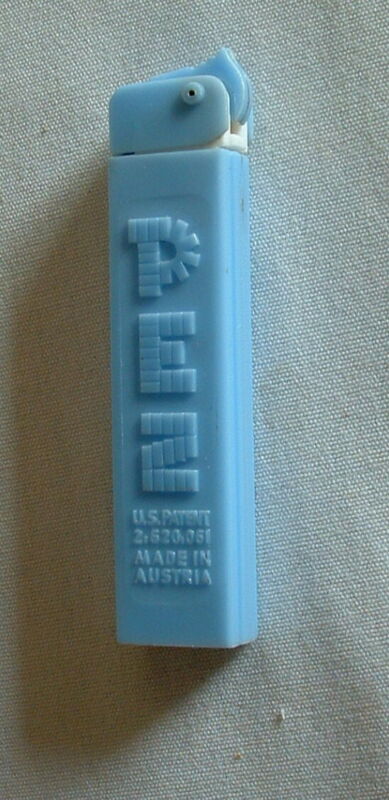 PEZ
U.S. PATENT
2,620,061
MADE IN
AUSTRIA